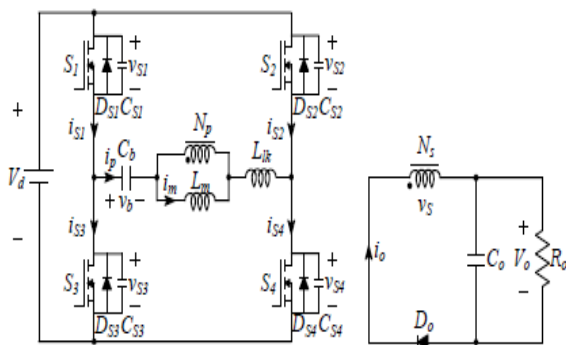 +
+
S1
vS1
S2
vS2
−
−
DS1 CS1
DS2 CS2
iS1
Np
iS2
Ns
+
ip
Cb
Llk
Vd
im
Lm
vS
+
+ vb −
−
iS3
iS4
io
Co
Vo
Ro
+
+
−
S3
vS3
S4
vS4
Do
−
−
DS3 CS3
DS4 CS4